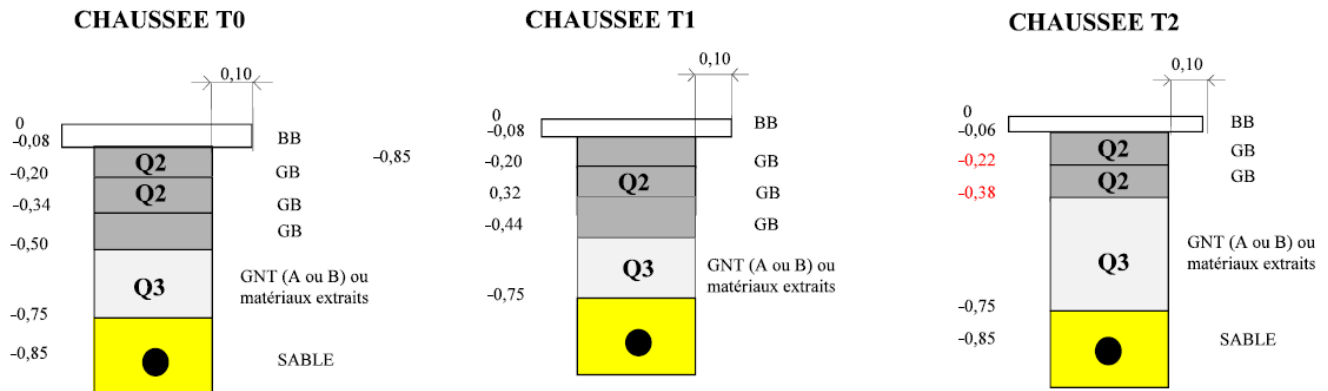 CHAUSSEE T0
0,10
0
-0,08
BB
Q2
-0,20
GB
Q2
-0,34
GB
GB
-0,50
Q3
GNT (A ou B) ou
matériaux extraits
-0,75
-0,85
SABLE
CHAUSSEE T1
0,10
0
-0,08
BB
-0,85
-0,20
GB
Q2
0,32
GB
-0,44
GB
Q3
GNT (A ou B) ou
matériaux extraits
-0,75
CHAUSSEE T2
0,10
0
-0,06
BB
Q2
GB
-0,22
Q2
GB
-0,38
Q3
GNT (A ou B) ou
matériaux extraits
-0,75
-0,85
SABLE